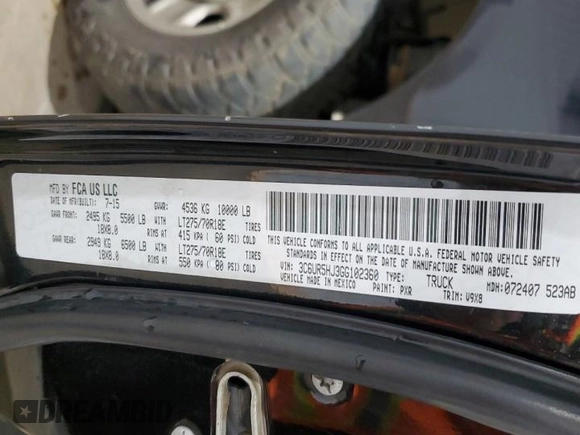 MFD BY FCA US LLC
DATE OF MFR(BUILT): 7-15 GVWR: 4536 KG 10000 LB
GAWR FRONT: 2495 KG 5500 LB WITH LT275/70R18E TIRES
18X8.0 RIMS AT 415 KPA ( 60 PSI) COLD
GAWR REAR: 2949 KG 6500 LB WITH LT275/70R18E TIRES
18X8.0 RIMS AT 550 KPA ( 80 PSI) COLD
THIS VEHICLE CONFORMS TO ALL APPLICABLE U.S.A. FEDERAL MOTOR VEHICLE SAFETY
STANDARDS IN EFFECT ON THE DATE OF MANUFACTURE SHOWN ABOVE.
VIN: 3C6UR5HJ3GG102360 TYPE: TRUCK MDH: 072407 523AB
VEHICLE MADE IN MEXICO PAINT: PXR TRIM: V9X8
DREAMBID